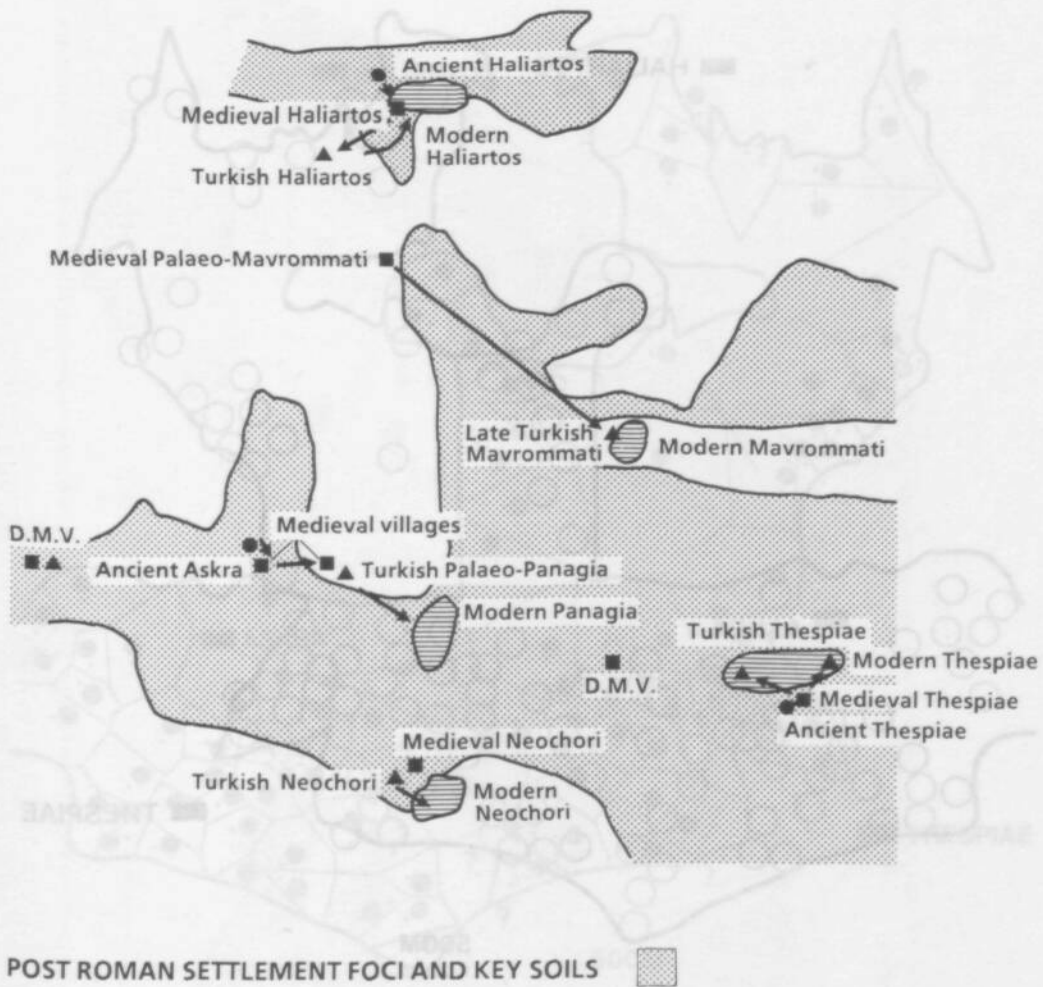 Ancient Haliartos
Medieval Haliartos
Modern
Haliartos
Turkish Haliartos
Medieval Palaeo-Mavrommati
Late Turkish
Mavrommati
Modern Mavrommati
D.M.V.
Medieval villages
Ancient Askra
Turkish Palaeo-Panagia
Modern Panagia
Turkish Thespiae
Modern Thespiae
D.M.V.
Medieval Thespiae
Ancient Thespiae
Medieval Neochori
Turkish Neochori
Modern
Neochori
POST ROMAN SETTLEMENT FOCI AND KEY SOILS